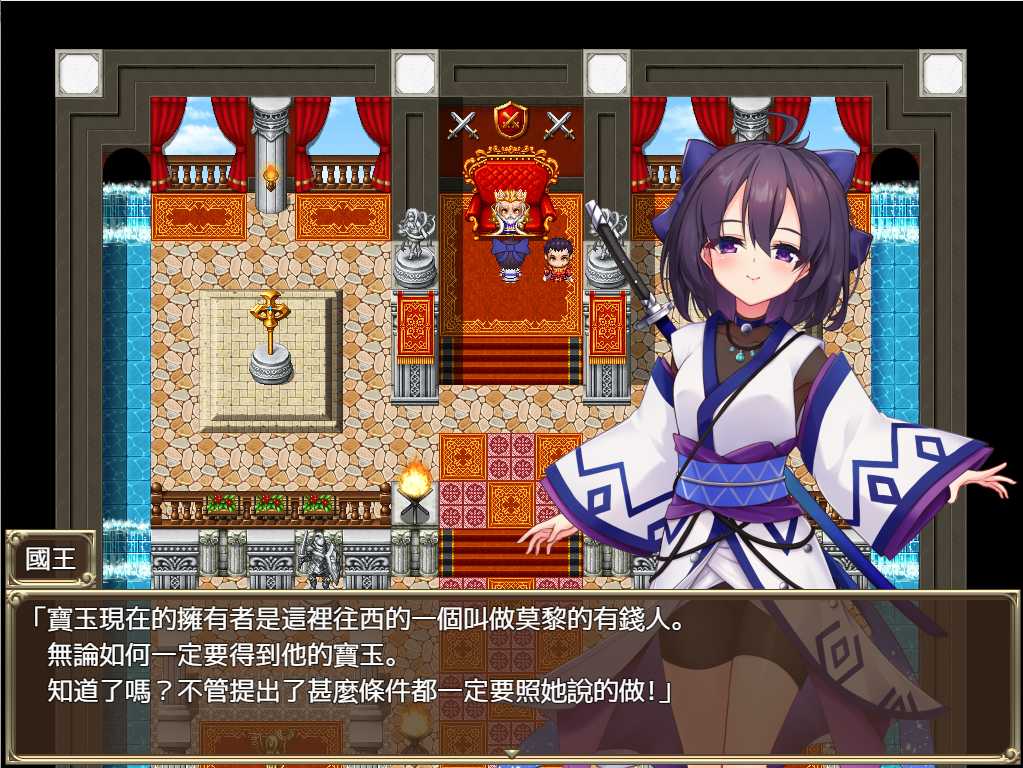 國王
「寶玉現在的擁有者是這裡往西的一個叫做莫黎的有錢人。
無論如何一定要得到他的寶玉。
知道了嗎？不管提出了甚麼條件都一定要照她說的做！」